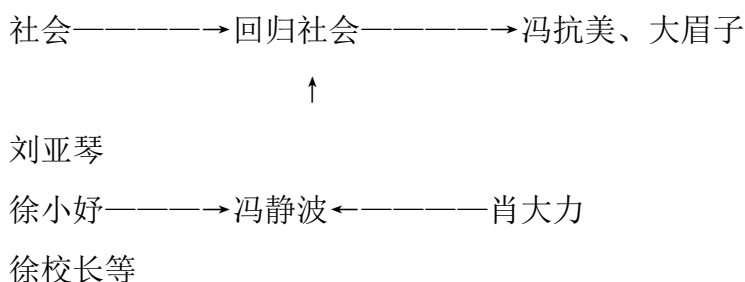 社会————→回归社会————→冯抗美、大眉子
↑
刘亚琴
徐小妤———→冯静波←————肖大力
徐校长等